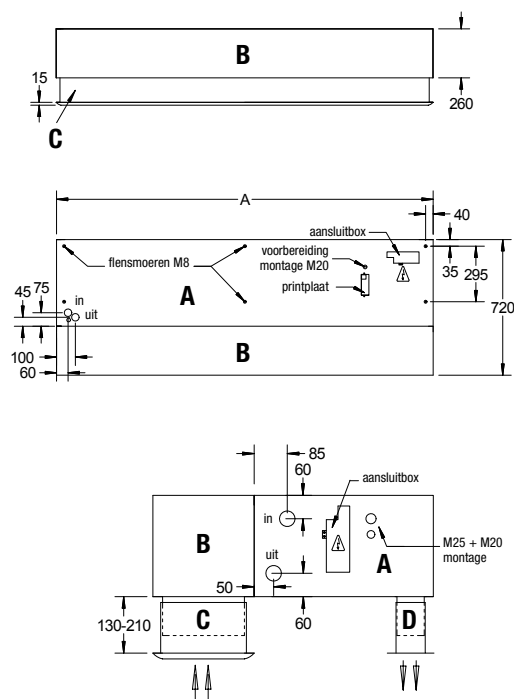 B
15
C
260
A
40
aansluitbox
voorbereiding
montage M20
printplaat
flensmoeren M8
A
35
295
720
75
45
in
uit
100
60
B
85
60
aansluitbox
in
uit
B
A
M25 + M20
montage
50
60
130-210
C
D